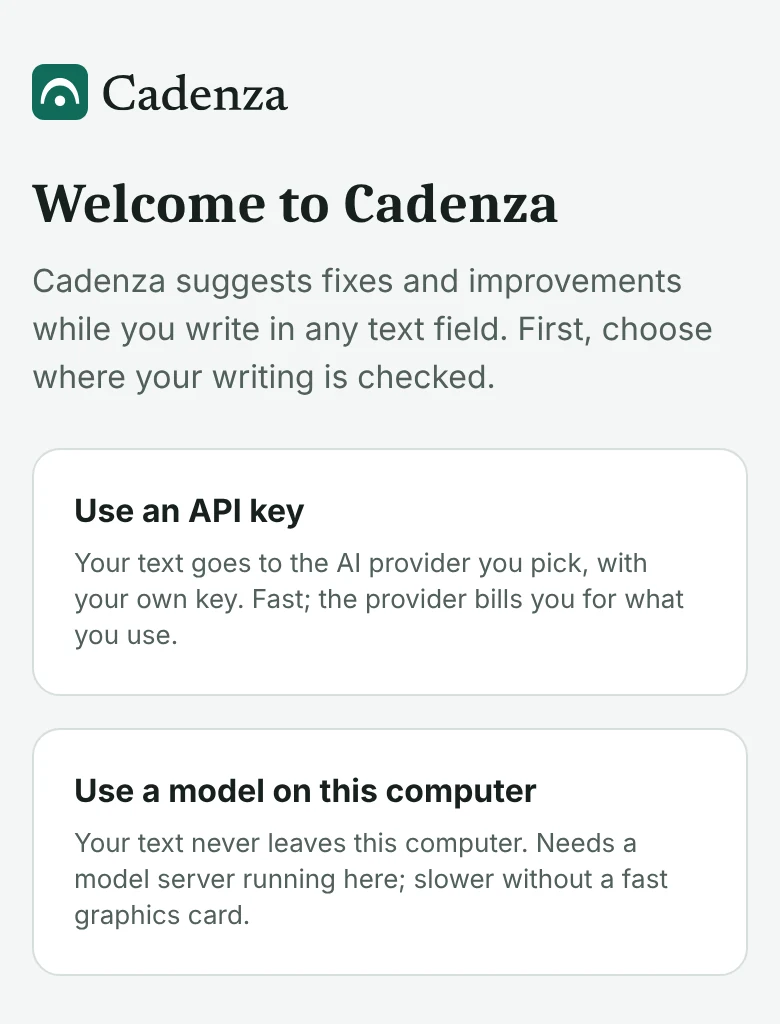 Cadenza
Welcome to Cadenza
Cadenza suggests fixes and improvements
while you write in any text field. First, choose
where your writing is checked.
Use an API key
Your text goes to the AI provider you pick, with
your own key. Fast; the provider bills you for what
you use.
Use a model on this computer
Your text never leaves this computer. Needs a
model server running here; slower without a fast
graphics card.